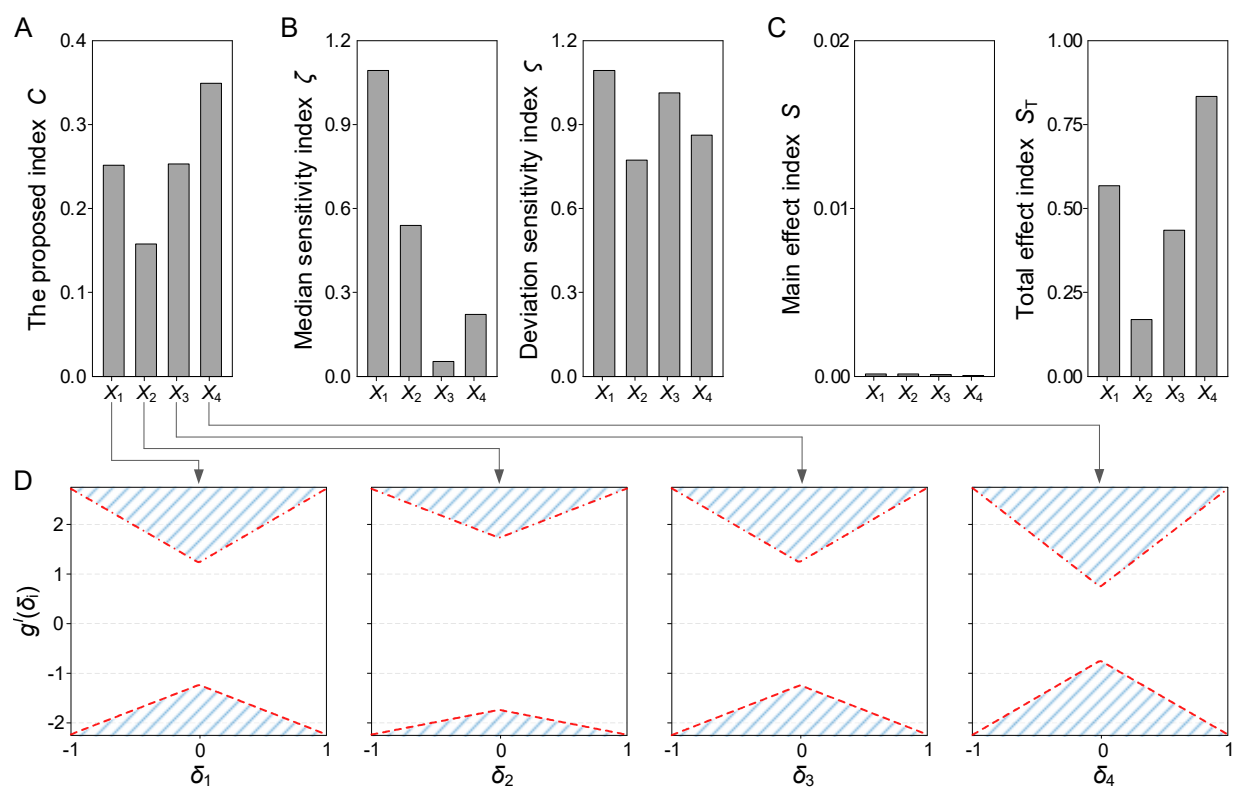 A
The proposed index C
0.4
0.3
0.2
0.1
0.0
X1 X2 X3 X4
B
Median sensitivity index ζ
1.2
0.9
0.6
0.3
0.0
X1 X2 X3 X4
Deviation sensitivity index ς
1.2
0.9
0.6
0.3
0.0
X1 X2 X3 X4
C
Main effect index S
0.02
0.01
0.00
X1 X2 X3 X4
Total effect index ST
1.00
0.75
0.50
0.25
0.00
X1 X2 X3 X4
D
g^I(δi)
2
1
0
-1
-2
-1 0 1
δ1
-1 0 1
δ2
-1 0 1
δ3
-1 0 1
δ4